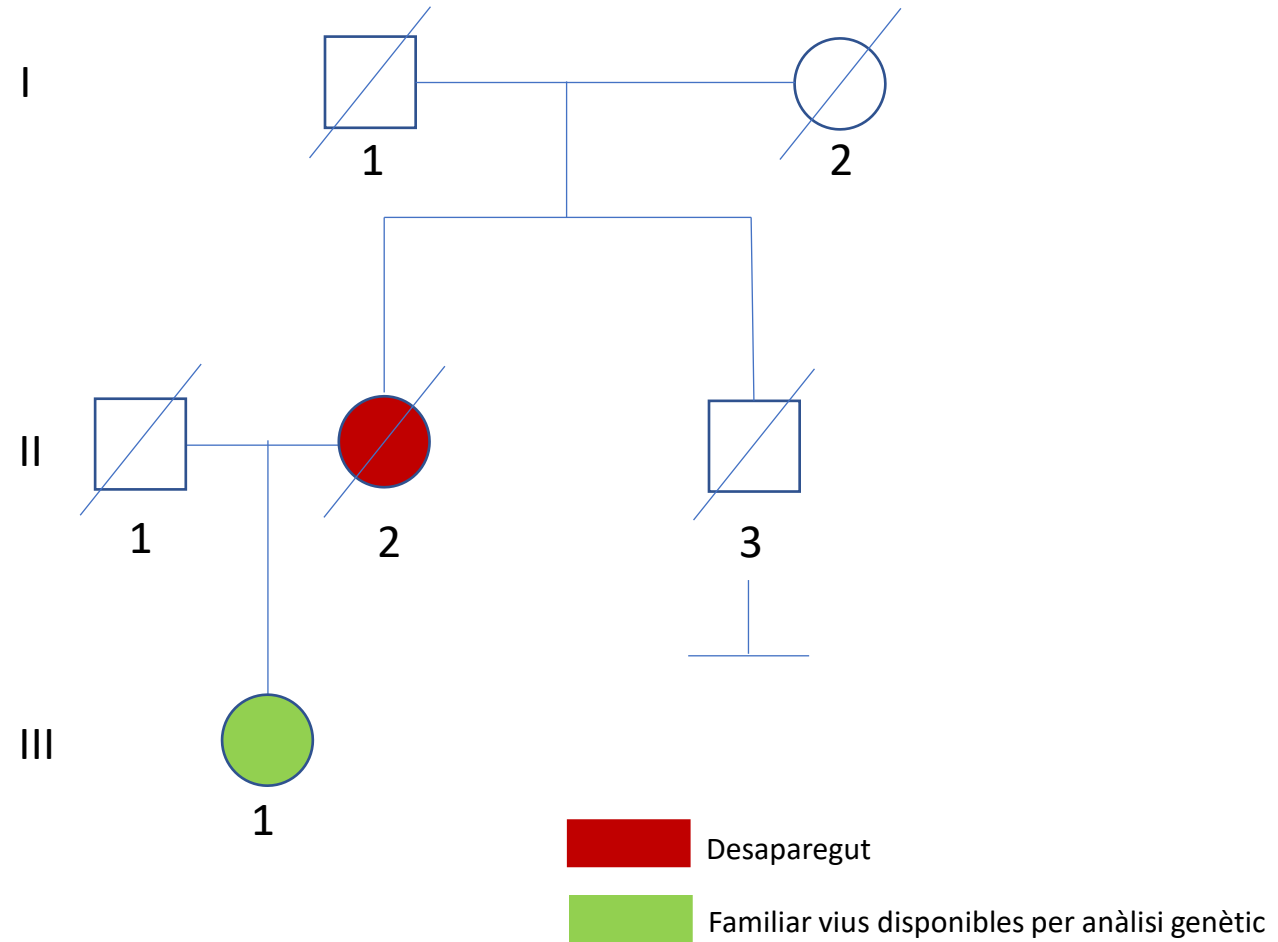 I
1
2
II
1
2
3
III
1
Desaparegut
Familiar vius disponibles per anàlisi genètic